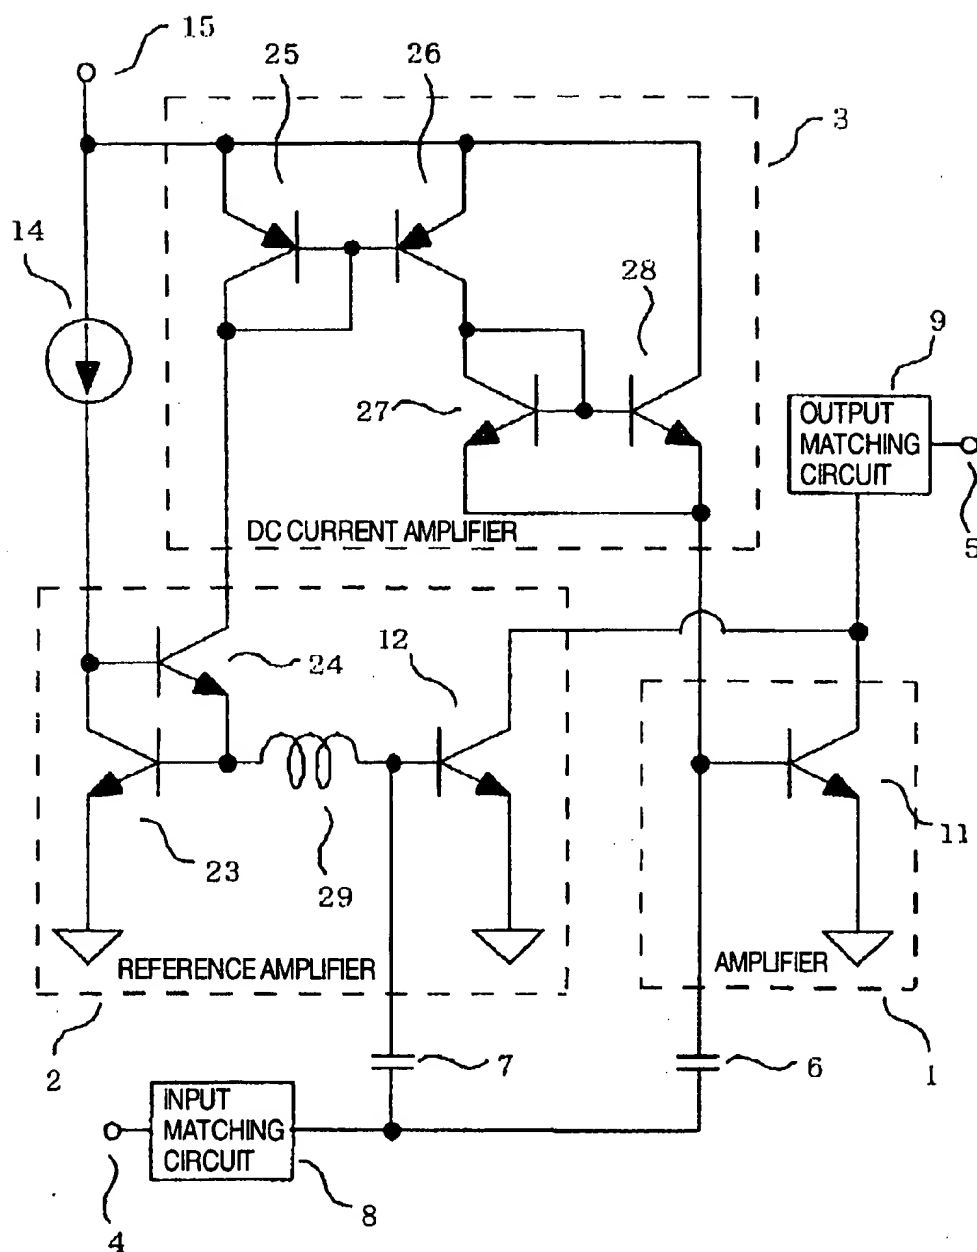 15
25
26
3
14
28
9
OUTPUT
MATCHING
CIRCUIT
27
5
DC CURRENT AMPLIFIER
12
24
11
23
29
REFERENCE AMPLIFIER
AMPLIFIER
2
7
6
1
INPUT
MATCHING
CIRCUIT
8
4